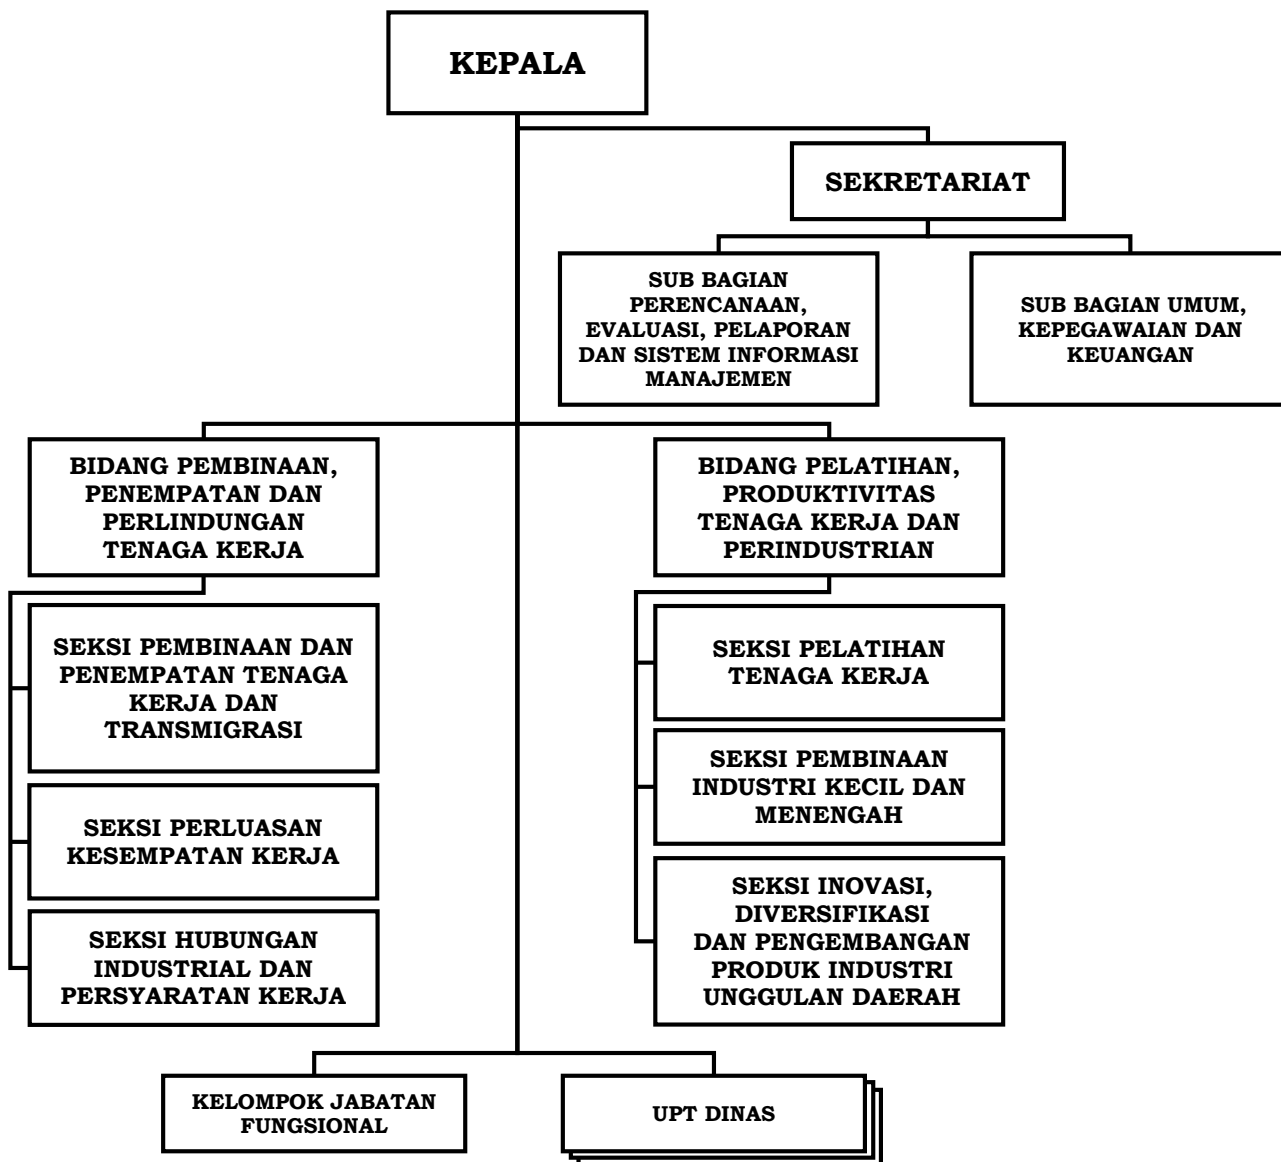 KEPALA
SEKRETARIAT
SUB BAGIAN
PERENCANAAN,
EVALUASI, PELAPORAN
DAN SISTEM INFORMASI
MANAJEMEN
SUB BAGIAN UMUM,
KEPEGAWAIAN DAN
KEUANGAN
BIDANG PEMBINAAN,
PENEMPATAN DAN
PERLINDUNGAN
TENAGA KERJA
SEKSI PEMBINAAN DAN
PENEMPATAN TENAGA
KERJA DAN
TRANSMIGRASI
SEKSI PERLUASAN
KESEMPATAN KERJA
SEKSI HUBUNGAN
INDUSTRIAL DAN
PERSYARATAN KERJA
BIDANG PELATIHAN,
PRODUKTIVITAS
TENAGA KERJA DAN
PERINDUSTRIAN
SEKSI PELATIHAN
TENAGA KERJA
SEKSI PEMBINAAN
INDUSTRI KECIL DAN
MENENGAH
SEKSI INOVASI,
DIVERSIFIKASI
DAN PENGEMBANGAN
PRODUK INDUSTRI
UNGGULAN DAERAH
KELOMPOK JABATAN
FUNGSIONAL
UPT DINAS